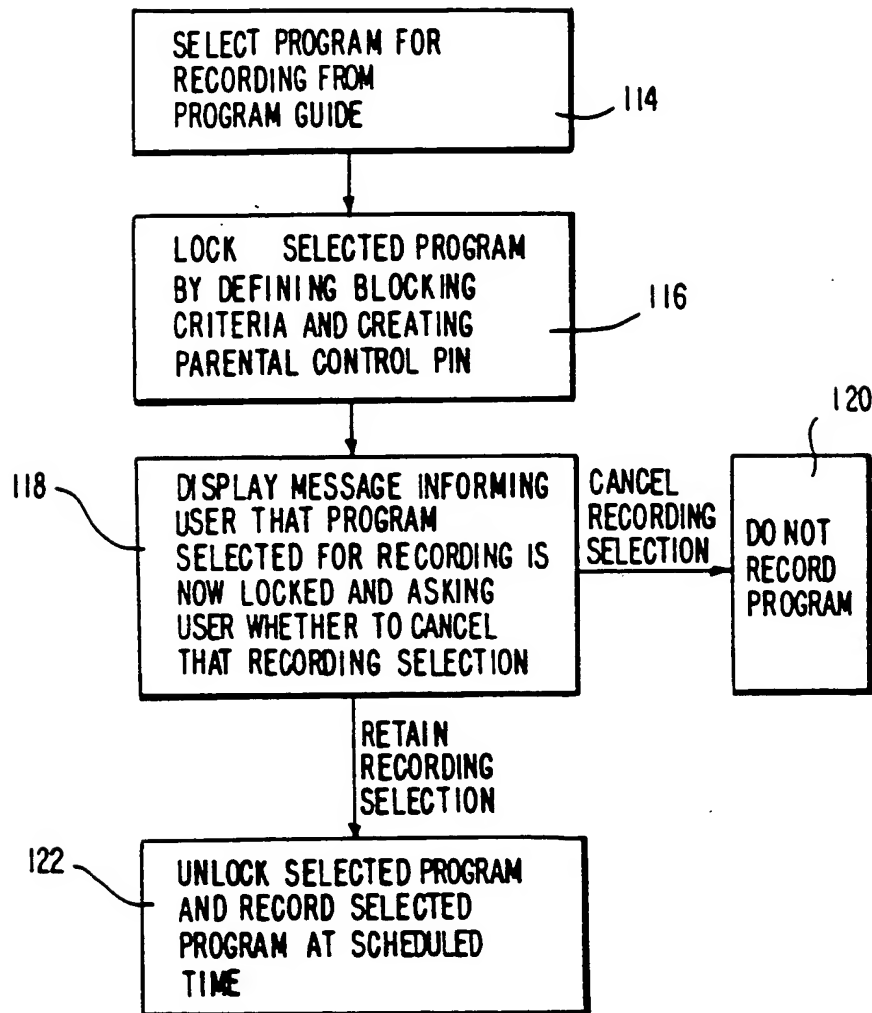 SELECT PROGRAM FOR
RECORDING FROM
PROGRAM GUIDE
114
LOCK SELECTED PROGRAM
BY DEFINING BLOCKING
CRITERIA AND CREATING
PARENTAL CONTROL PIN
116
118
DISPLAY MESSAGE INFORMING
USER THAT PROGRAM
SELECTED FOR RECORDING IS
NOW LOCKED AND ASKING
USER WHETHER TO CANCEL
THAT RECORDING SELECTION
CANCEL
RECORDING
SELECTION
120
DO NOT
RECORD
PROGRAM
RETAIN
RECORDING
SELECTION
122
UNLOCK SELECTED PROGRAM
AND RECORD SELECTED
PROGRAM AT SCHEDULED
TIME